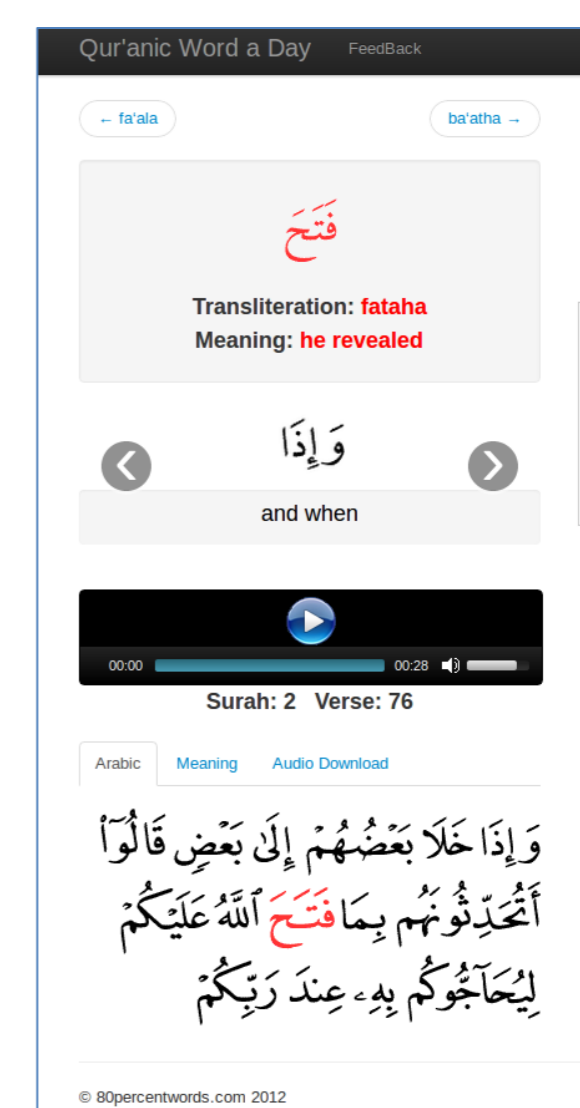 Qur'anic Word a Day FeedBack
← fa'ala ba'atha →
فَتَحَ
Transliteration: fataha
Meaning: he revealed
وَإِذَا
and when
00:00 00:28
Surah: 2 Verse: 76
Arabic Meaning Audio Download
وَإِذَا خَلَا بَعْضُهُمْ إِلَىٰ بَعْضٍ قَالُوٓا۟
أَتُحَدِّثُونَهُم بِمَا فَتَحَ ٱللَّهُ عَلَيْكُمْ
لِيُحَآجُّوكُم بِهِۦ عِندَ رَبِّكُمْ
© 80percentwords.com 2012